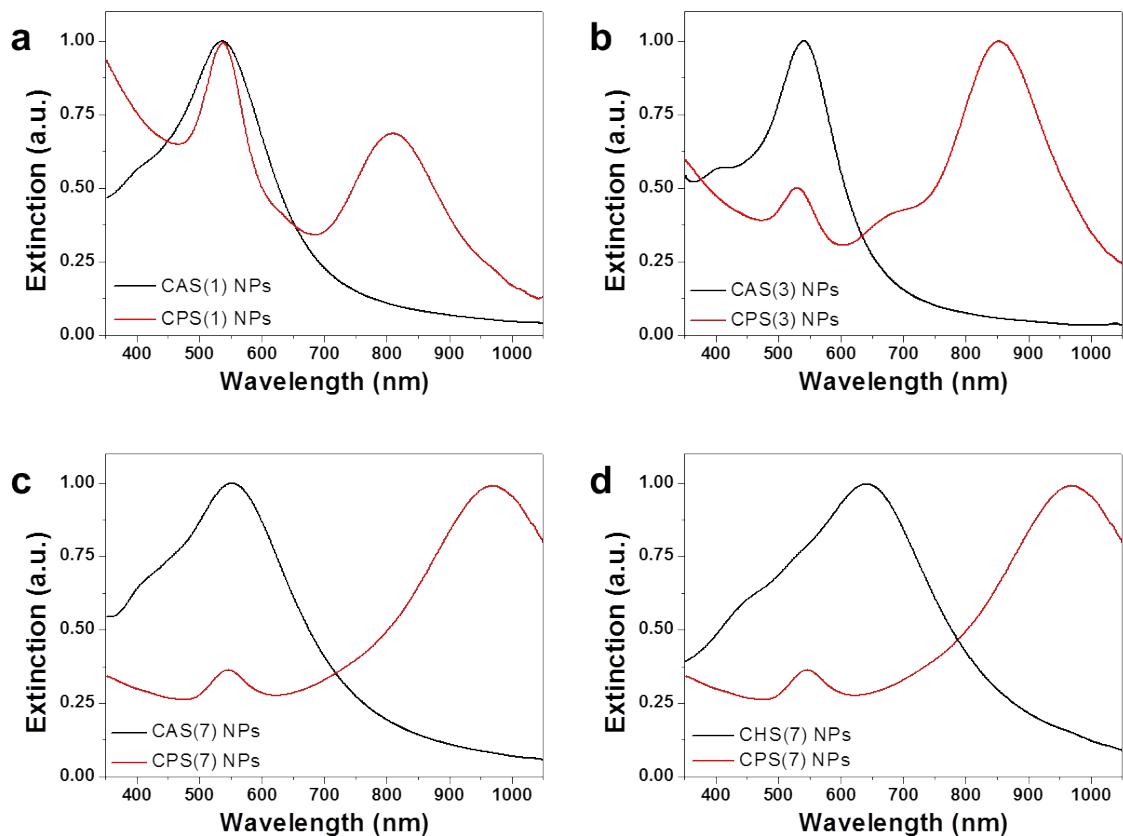 a
1.00
0.75
0.50
0.25
0.00
Extinction (a.u.)
CAS(1) NPs
CPS(1) NPs
400 500 600 700 800 900 1000
Wavelength (nm)
b
1.00
0.75
0.50
0.25
0.00
Extinction (a.u.)
CAS(3) NPs
CPS(3) NPs
400 500 600 700 800 900 1000
Wavelength (nm)
c
1.00
0.75
0.50
0.25
0.00
Extinction (a.u.)
CAS(7) NPs
CPS(7) NPs
400 500 600 700 800 900 1000
Wavelength (nm)
d
1.00
0.75
0.50
0.25
0.00
Extinction (a.u.)
CHS(7) NPs
CPS(7) NPs
400 500 600 700 800 900 1000
Wavelength (nm)